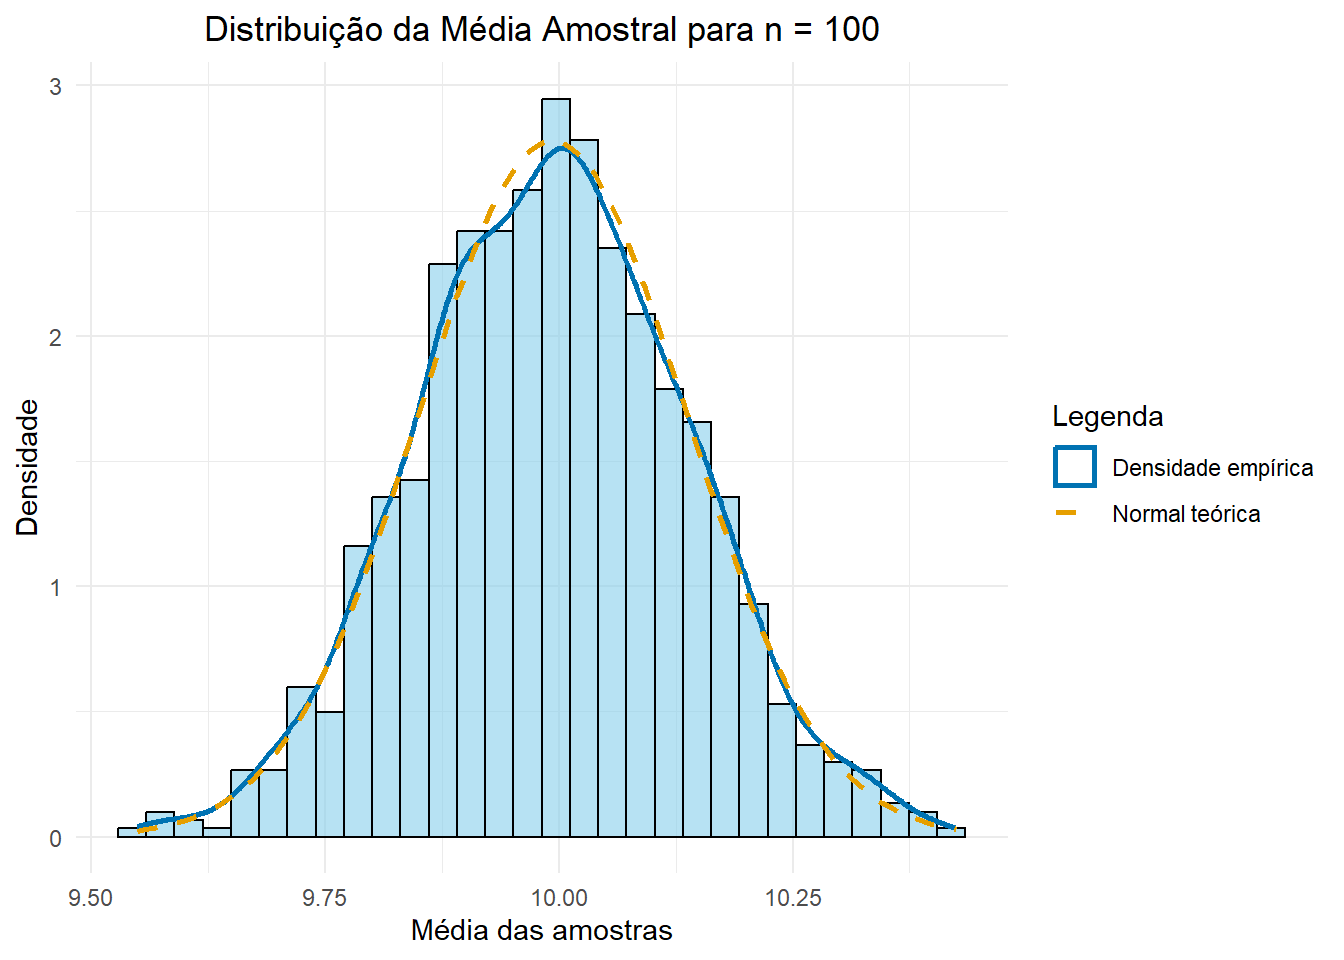 Distribuição da Média Amostral para n = 100
3
2
1
0
Densidade
9.50
9.75
10.00
10.25
Média das amostras
Legenda
Densidade empírica
Normal teórica